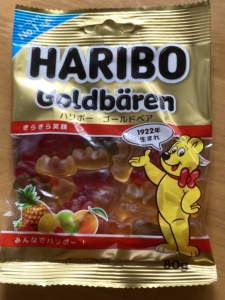 No.1
HARIBO
Goldbären
ハリボー ゴールドベア
きらきら笑顔
1922年
生まれ
みんなでハリボー！
80g